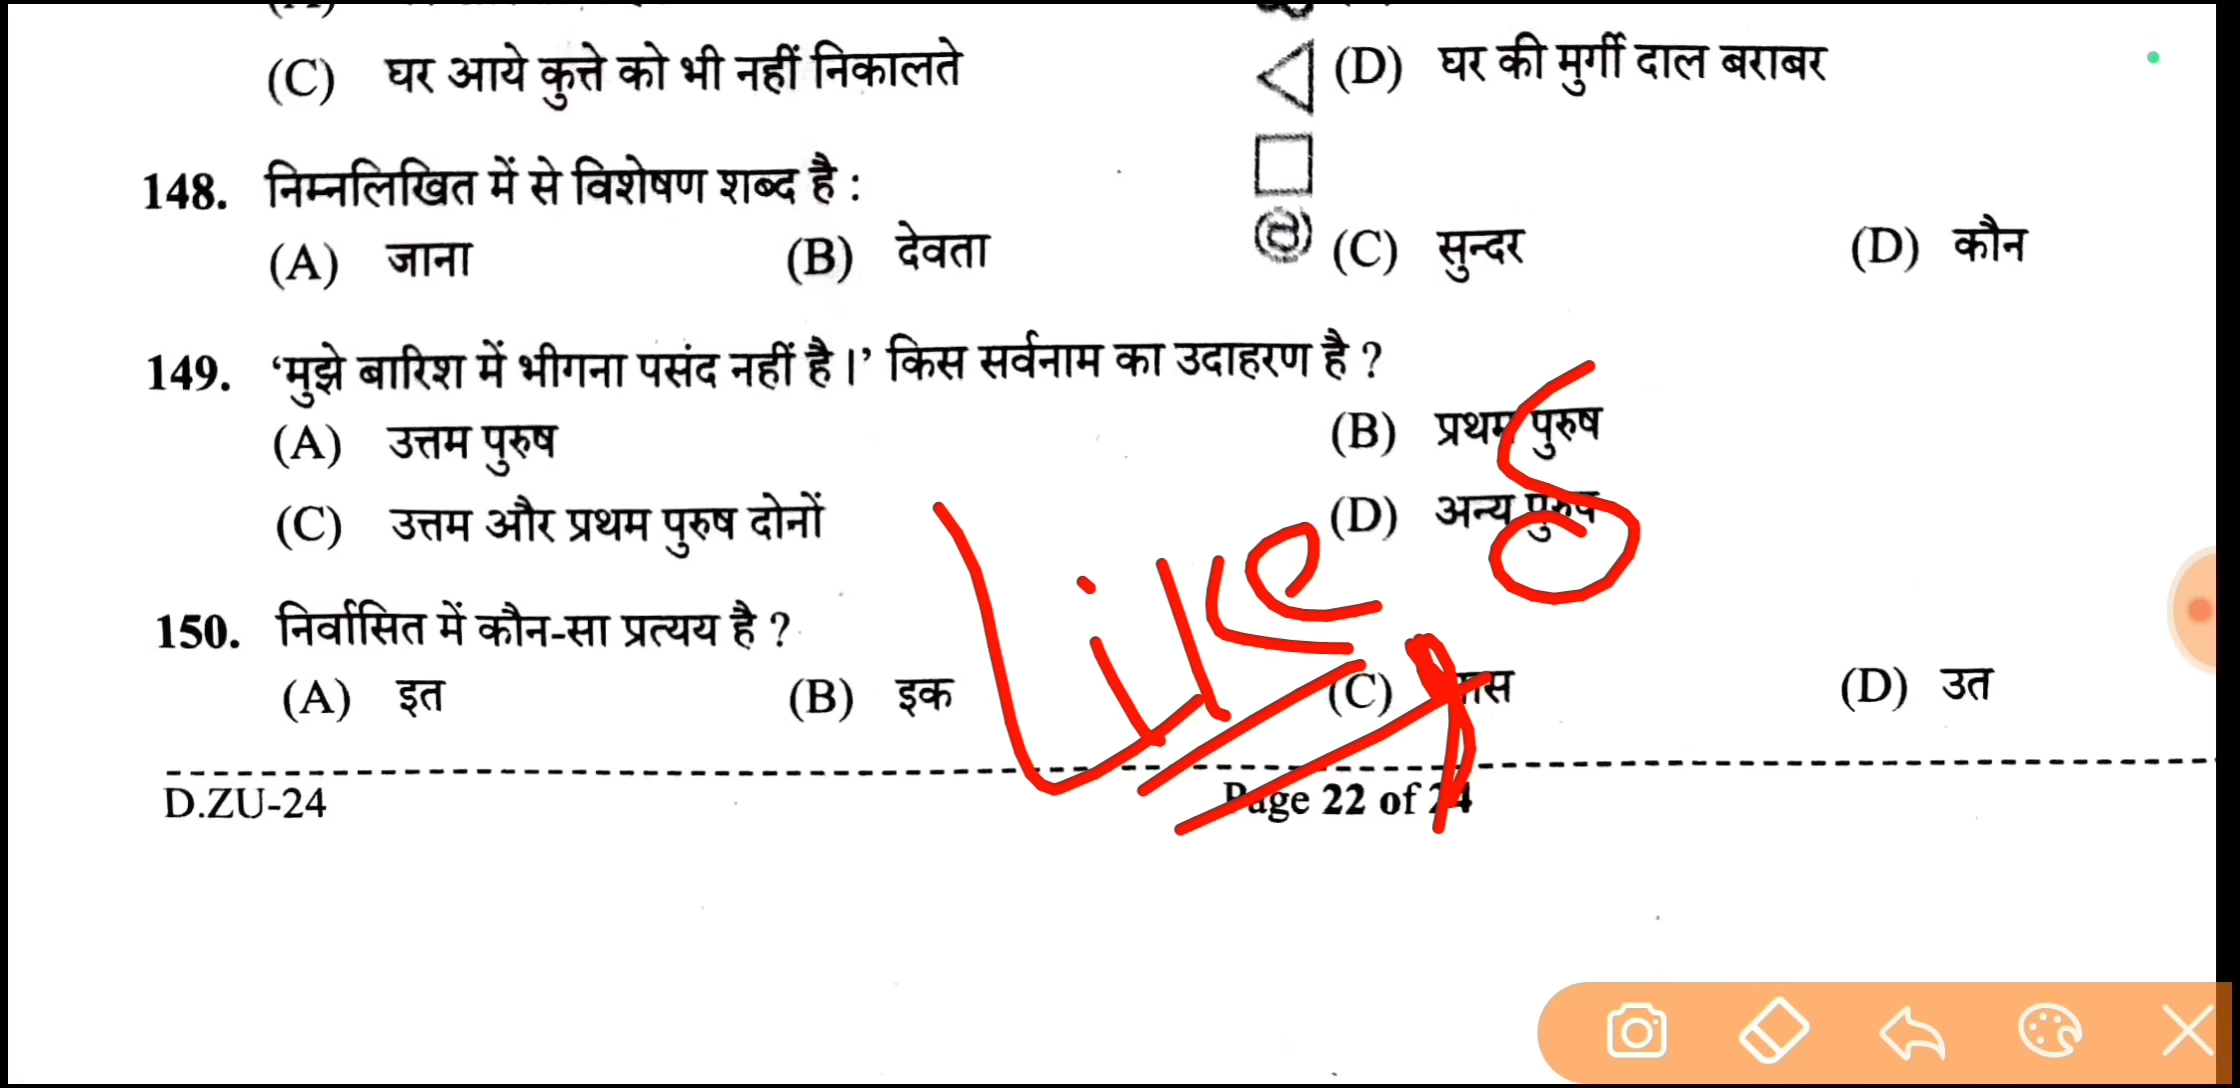 (C) घर आये कुत्ते को भी नहीं निकालते (D) घर की मुर्गी दाल बराबर
148. निम्नलिखित में से विशेषण शब्द है :
(A) जाना (B) देवता (C) सुन्दर (D) कौन
149. ‘मुझे बारिश में भीगना पसंद नहीं है।’ किस सर्वनाम का उदाहरण है ?
(A) उत्तम पुरुष (B) प्रथम पुरुष
(C) उत्तम और प्रथम पुरुष दोनों (D) अन्य पुरुष
Like
150. निर्वासित में कौन-सा प्रत्यय है ?
(A) इत (B) इक (C) (D) उत
D.ZU-24 Page 22 of 24